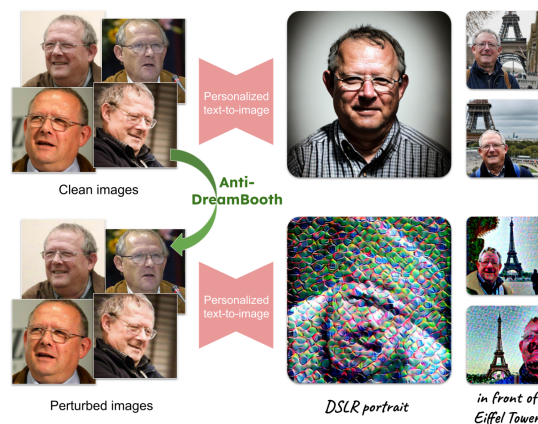 Personalized
text-to-image
Clean images
Anti-
DreamBooth
Personalized
text-to-image
Perturbed images
DSLR portrait
in front of
Eiffel Tower